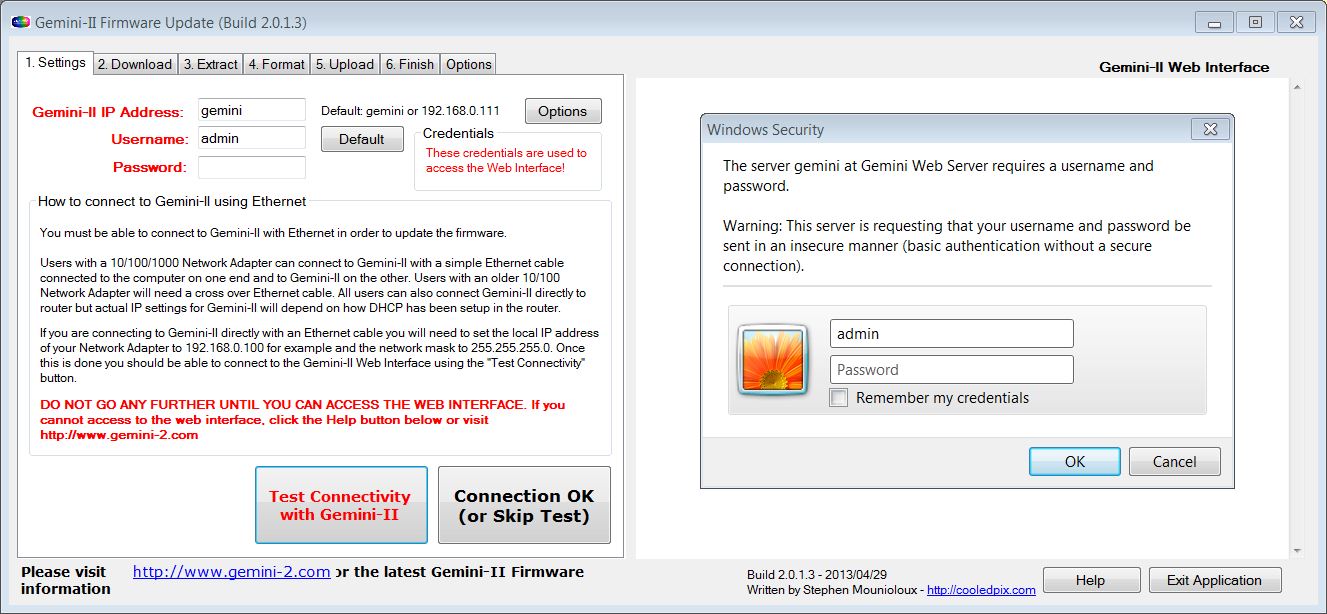 Gemini-II Firmware Update (Build 2.0.1.3)
1. Settings
2. Download
3. Extract
4. Format
5. Upload
6. Finish
Options
Gemini-II IP Address:
gemini
Default: gemini or 192.168.0.111
Options
Username:
admin
Default
Password:
Credentials
These credentials are used to
access the Web Interface!
How to connect to Gemini-II using Ethernet
You must be able to connect to Gemini-II with Ethernet in order to update the firmware.
Users with a 10/100/1000 Network Adapter can connect to Gemini-II with a simple Ethernet cable
connected to the computer on one end and to Gemini-II on the other. Users with an older 10/100
Network Adapter will need a cross over Ethernet cable. All users can also connect Gemini-II directly to
router but actual IP settings for Gemini-II will depend on how DHCP has been setup in the router.
If you are connecting to Gemini-II directly with an Ethernet cable you will need to set the local IP address
of your Network Adapter to 192.168.0.100 for example and the network mask to 255.255.255.0. Once
this is done you should be able to connect to the Gemini-II Web Interface using the "Test Connectivity"
button.
DO NOT GO ANY FURTHER UNTIL YOU CAN ACCESS THE WEB INTERFACE. If you
cannot access to the web interface, click the Help button below or visit
http://www.gemini-2.com
Test Connectivity
with Gemini-II
Connection OK
(or Skip Test)
Gemini-II Web Interface
Windows Security
The server gemini at Gemini Web Server requires a username and
password.
Warning: This server is requesting that your username and password be
sent in an insecure manner (basic authentication without a secure
connection).
admin
Password
Remember my credentials
OK
Cancel
Please visit http://www.gemini-2.com or the latest Gemini-II Firmware
information
Build 2.0.1.3 - 2013/04/29
Written by Stephen Mounioloux - http://cooledpix.com
Help
Exit Application